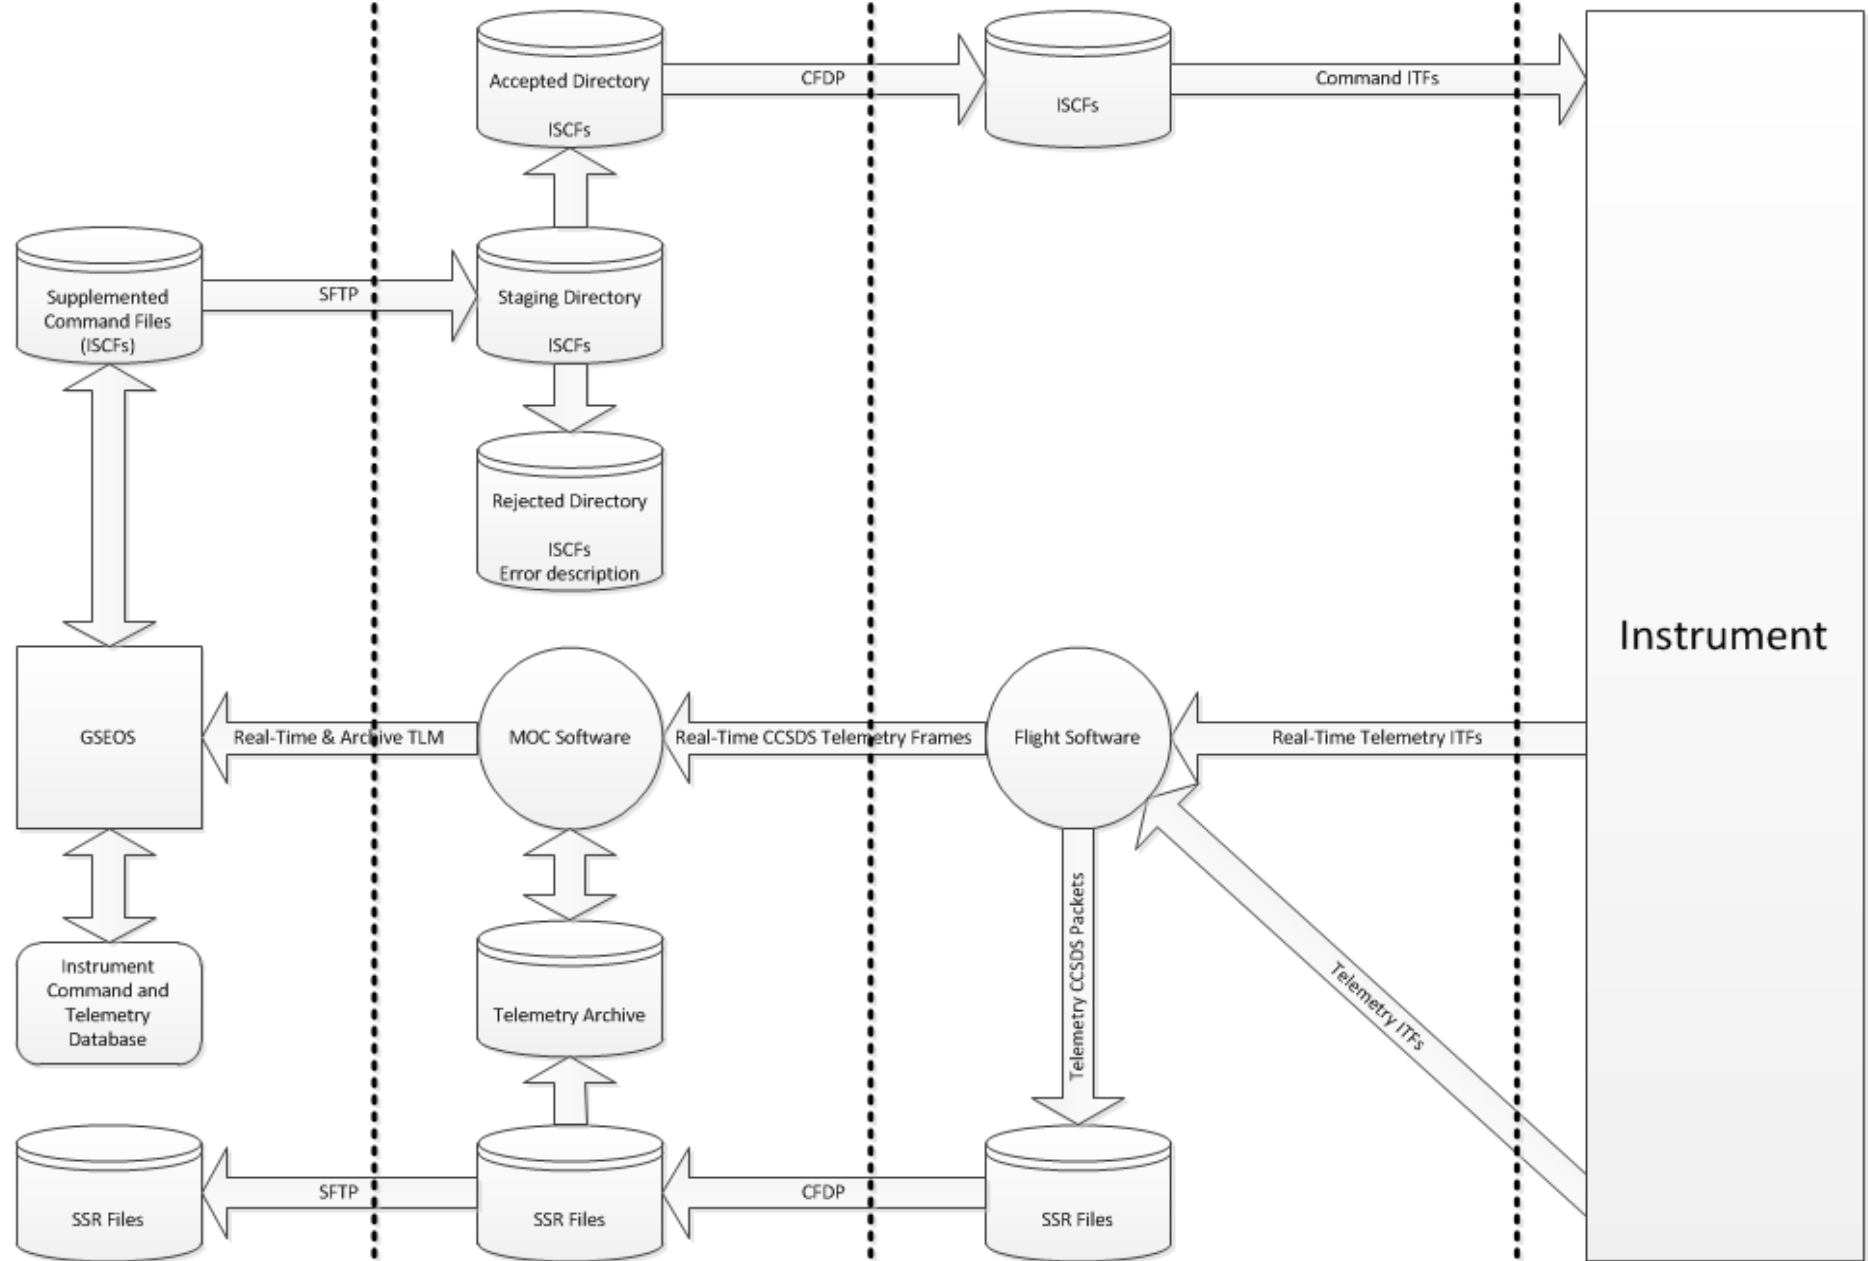 Accepted Directory
ISCFs
CFDP
ISCFs
Command ITFs
Supplemented
Command Files
(ISCFs)
SFTP
Staging Directory
ISCFs
Rejected Directory
ISCFs
Error description
Instrument
GSEOS
Real-Time & Archive TLM
MOC Software
Real-Time CCSDS Telemetry Frames
Flight Software
Real-Time Telemetry ITFs
Telemetry CCSDS Packets
Telemetry ITFs
Instrument
Command and
Telemetry
Database
Telemetry Archive
SSR Files
SFTP
SSR Files
CFDP
SSR Files